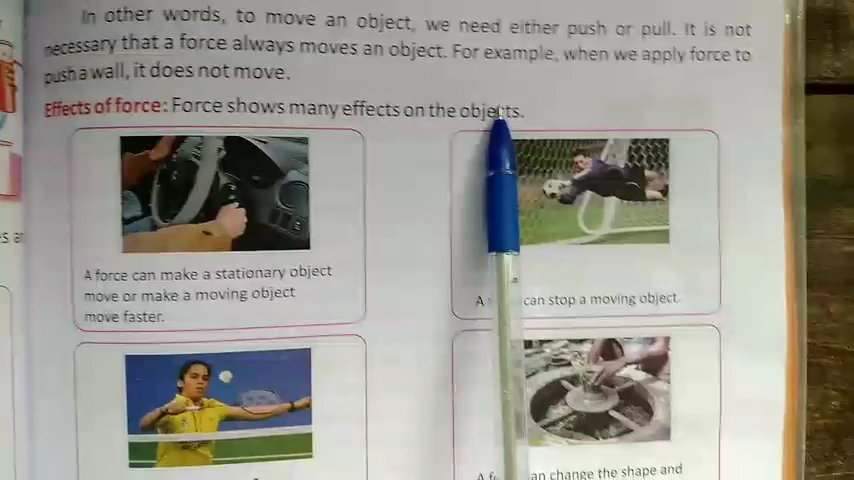 In other words, to move an object, we need either push or pull. It is not
necessary that a force always moves an object. For example, when we apply force to
push a wall, it does not move.
Effects of force: Force shows many effects on the objects.
A force can make a stationary object
move or make a moving object
move faster.
A can stop a moving object.
A can change the shape and